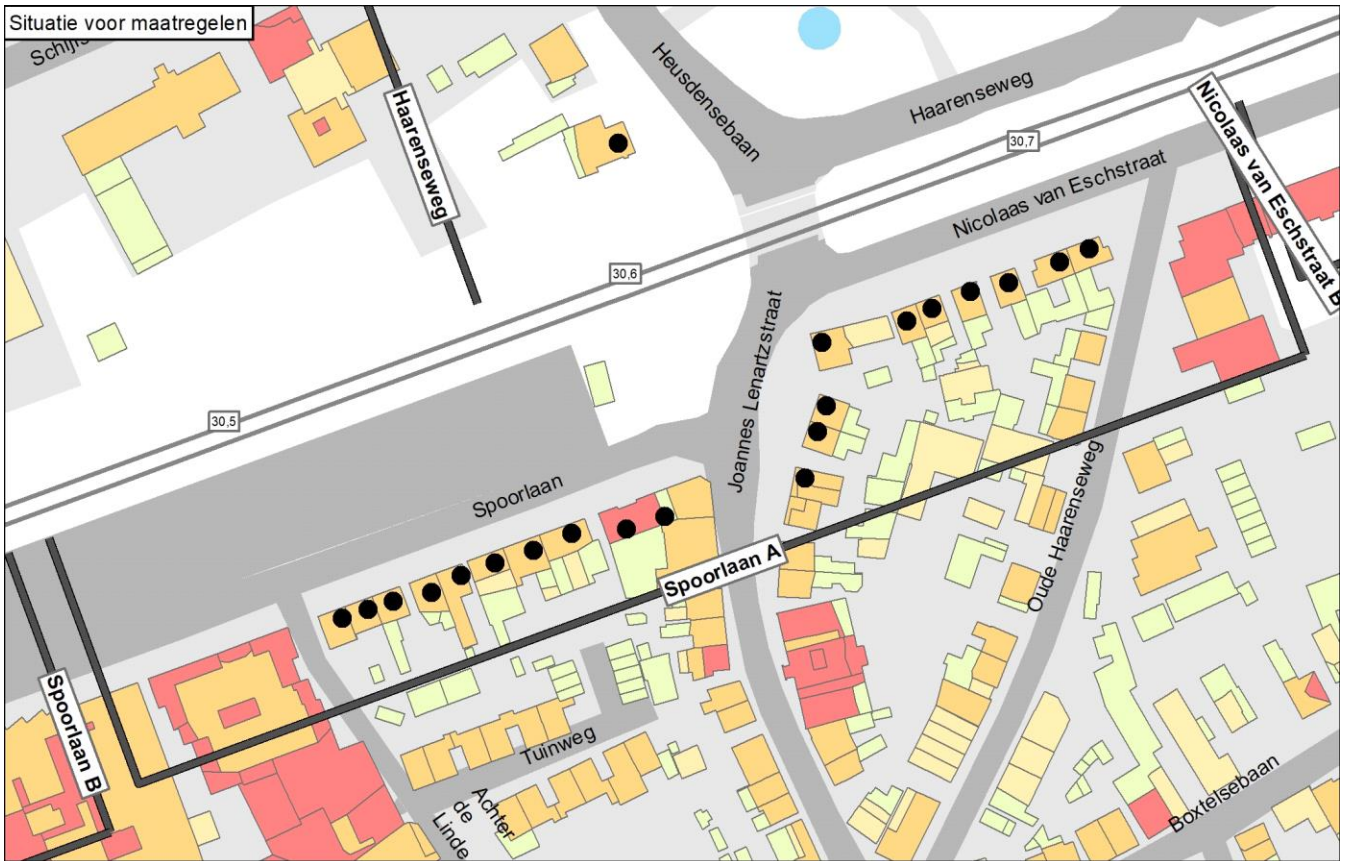 Situatie voor maatregelen
Heusdensebaan
Haarenseweg
Haarenseweg
Nicolaas van Eschstraat B
30,7
Nicolaas van Eschstraat
30,6
Joannes Lenartzstraat
30,5
Spoorlaan
Spoorlaan A
Oude Haarenseweg
Spoorlaan B
Tuinweg
Achter
de
Linde
Boxtelsebaan